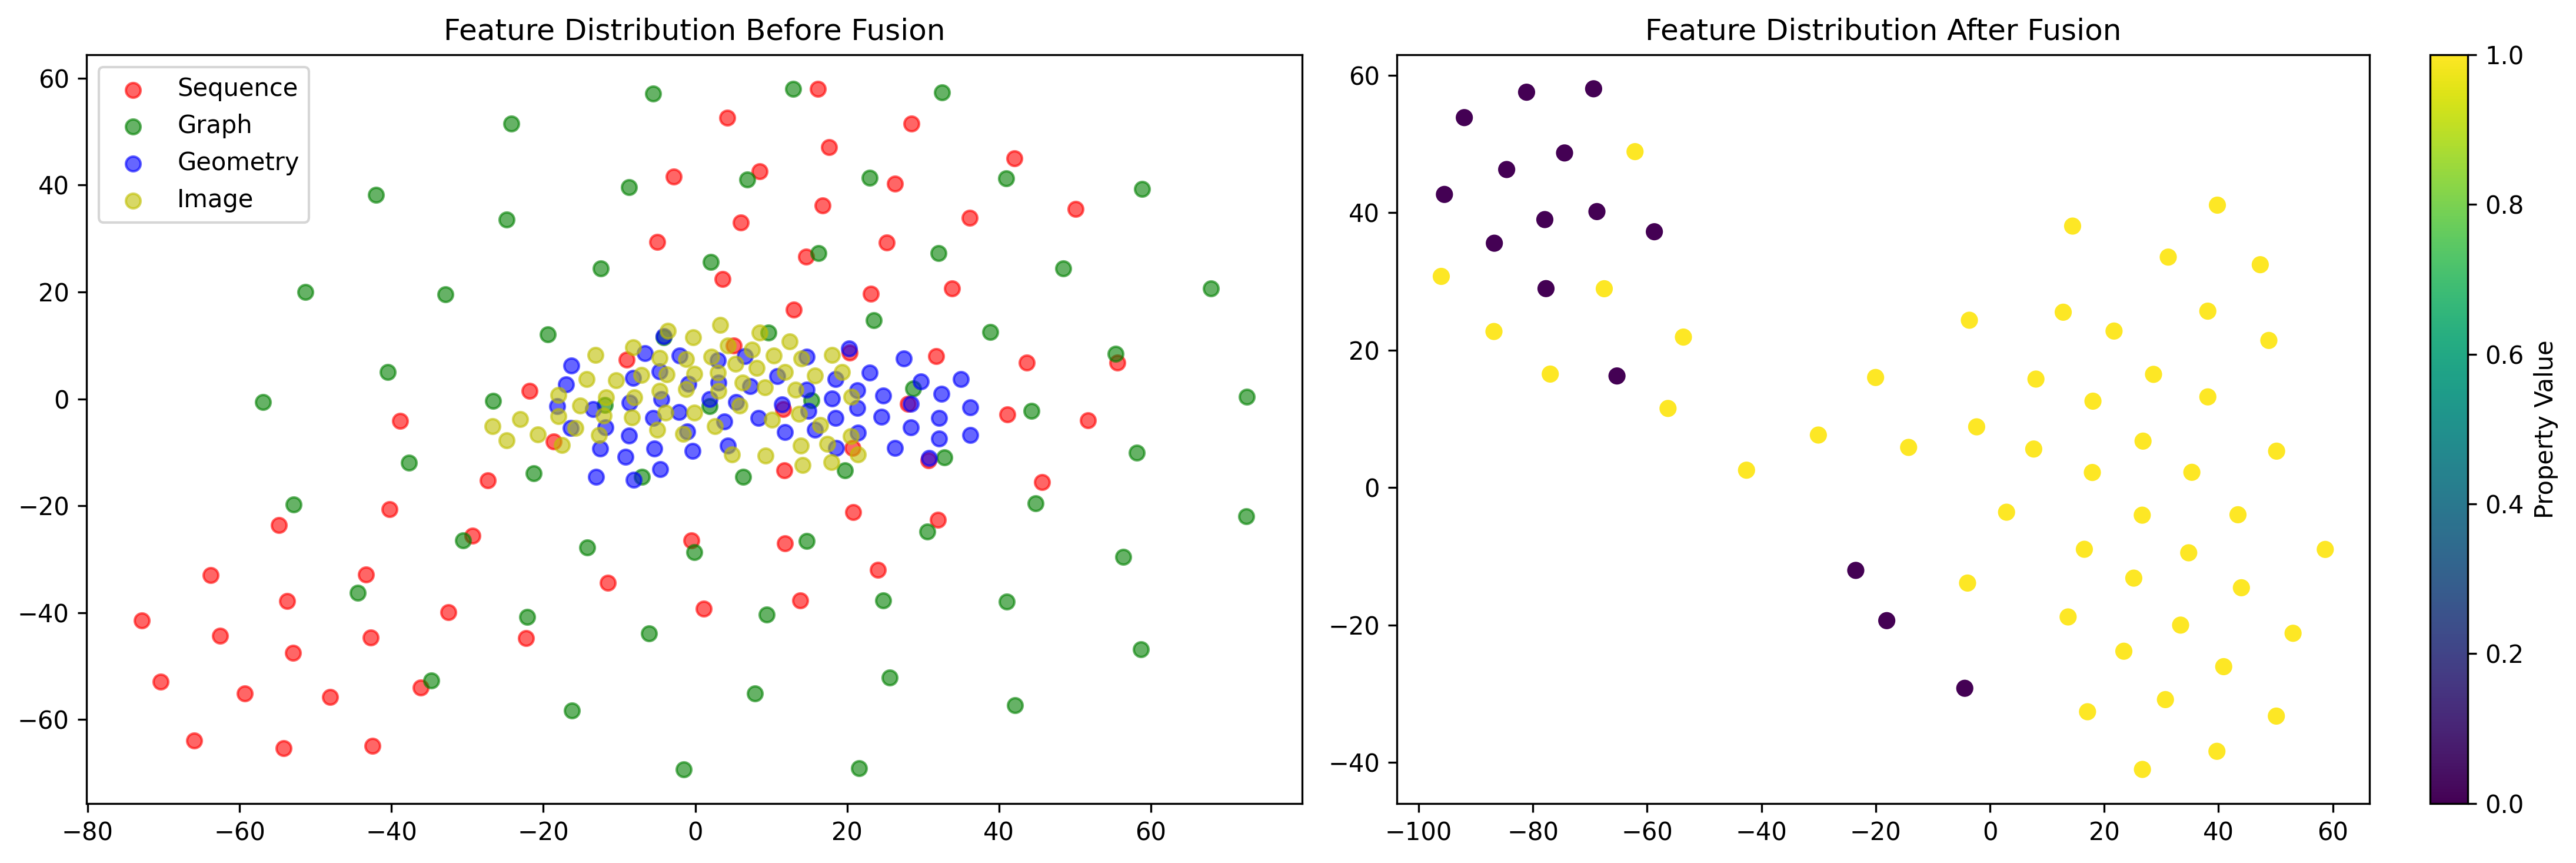 Feature Distribution Before Fusion
Sequence
Graph
Geometry
Image
60
40
20
0
−20
−40
−60
−80 −60 −40 −20 0 20 40 60
Feature Distribution After Fusion
60
40
20
0
−20
−40
−100 −80 −60 −40 −20 0 20 40 60
1.0
0.8
0.6
0.4
0.2
0.0
Property Value